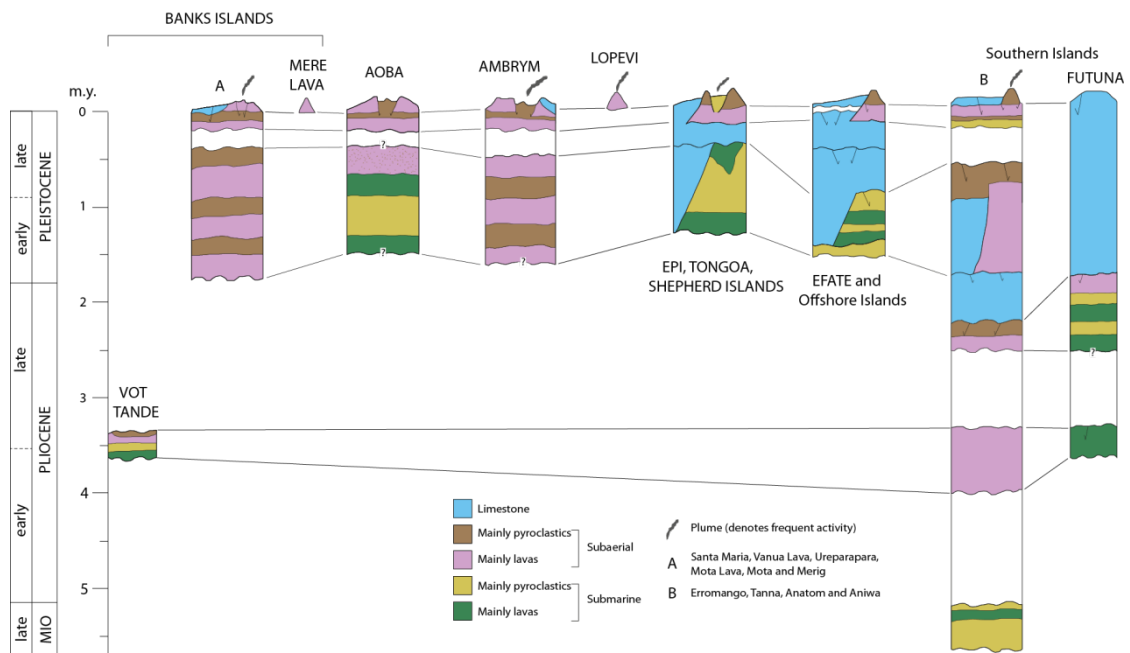 BANKS ISLANDS
A
MERE
LAVA
AOBA
AMBRYM
LOPEVI
Southern Islands
B
FUTUNA
m.y.
0
1
2
3
4
5
late
early
PLEISTOCENE
late
early
PLIOCENE
late
MIO
?
?
?
?
EPI, TONGOA,
SHEPHERD ISLANDS
EFATE and
Offshore Islands
VOT
TANDE
Limestone
Mainly pyroclastics
Mainly lavas
Subaerial
Mainly pyroclastics
Mainly lavas
Submarine
Plume (denotes frequent activity)
A Santa Maria, Vanua Lava, Ureparapara,
Mota Lava, Mota and Merig
B Erromango, Tanna, Anatom and Aniwa